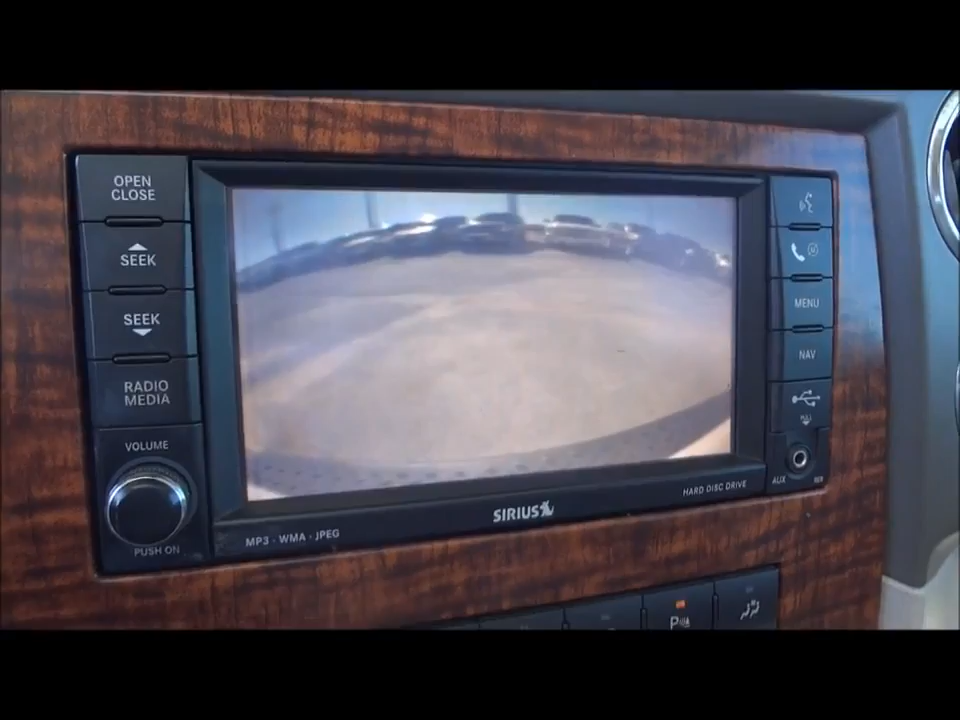 OPEN
CLOSE
SEEK
SEEK
RADIO
MEDIA
VOLUME
PUSH ON
MP3 · WMA · JPEG
SIRIUS
HARD DISC DRIVE
MENU
NAV
PULL
AUX
P